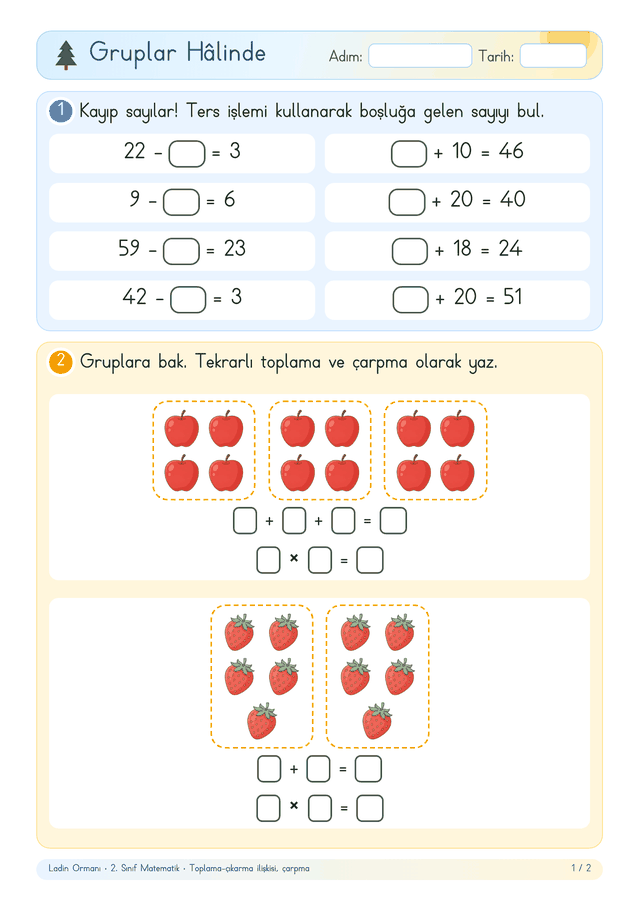 Gruplar Hâlinde
Adım:
Tarih:
1 Kayıp sayılar! Ters işlemi kullanarak boşluğa gelen sayıyı bul.
22 - = 3
+ 10 = 46
9 - = 6
+ 20 = 40
59 - = 23
+ 18 = 24
42 - = 3
+ 20 = 51
2 Gruplara bak. Tekrarlı toplama ve çarpma olarak yaz.
+ + =
× =
+ =
× =
Ladin Ormanı • 2. Sınıf Matematik • Toplama-çıkarma ilişkisi, çarpma
1 / 2